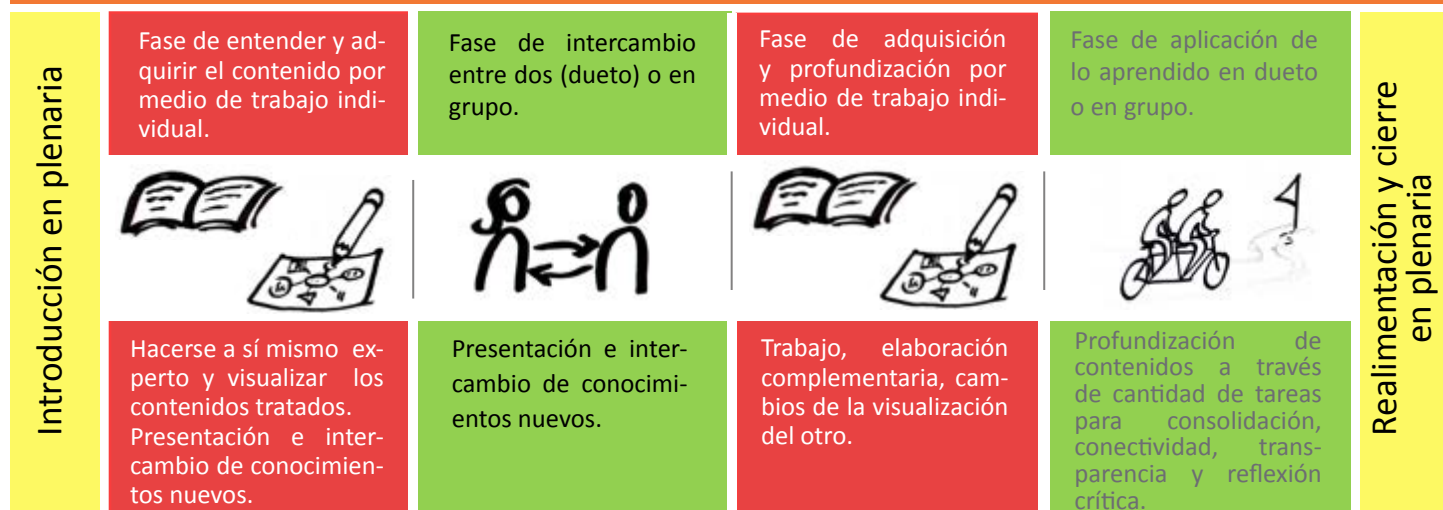 Introducción en plenaria
Fase de entender y ad-
quirir el contenido por
medio de trabajo indi-
vidual.
Fase de intercambio
entre dos (dueto) o en
grupo.
Fase de adquisición
y profundización por
medio de trabajo indi-
vidual.
Fase de aplicación de
lo aprendido en dueto
o en grupo.
Hacerse a sí mismo ex-
perto y visualizar los
contenidos tratados.
Presentación e inter-
cambio de conocimien-
tos nuevos.
Presentación e inter-
cambio de conocimi-
entos nuevos.
Trabajo, elaboración
complementaria, cam-
bios de la visualización
del otro.
Profundización de
contenidos a través
de cantidad de tareas
para consolidación,
conectividad, trans-
parencia y reflexión
crítica.
Realimentación y cierre
en plenaria